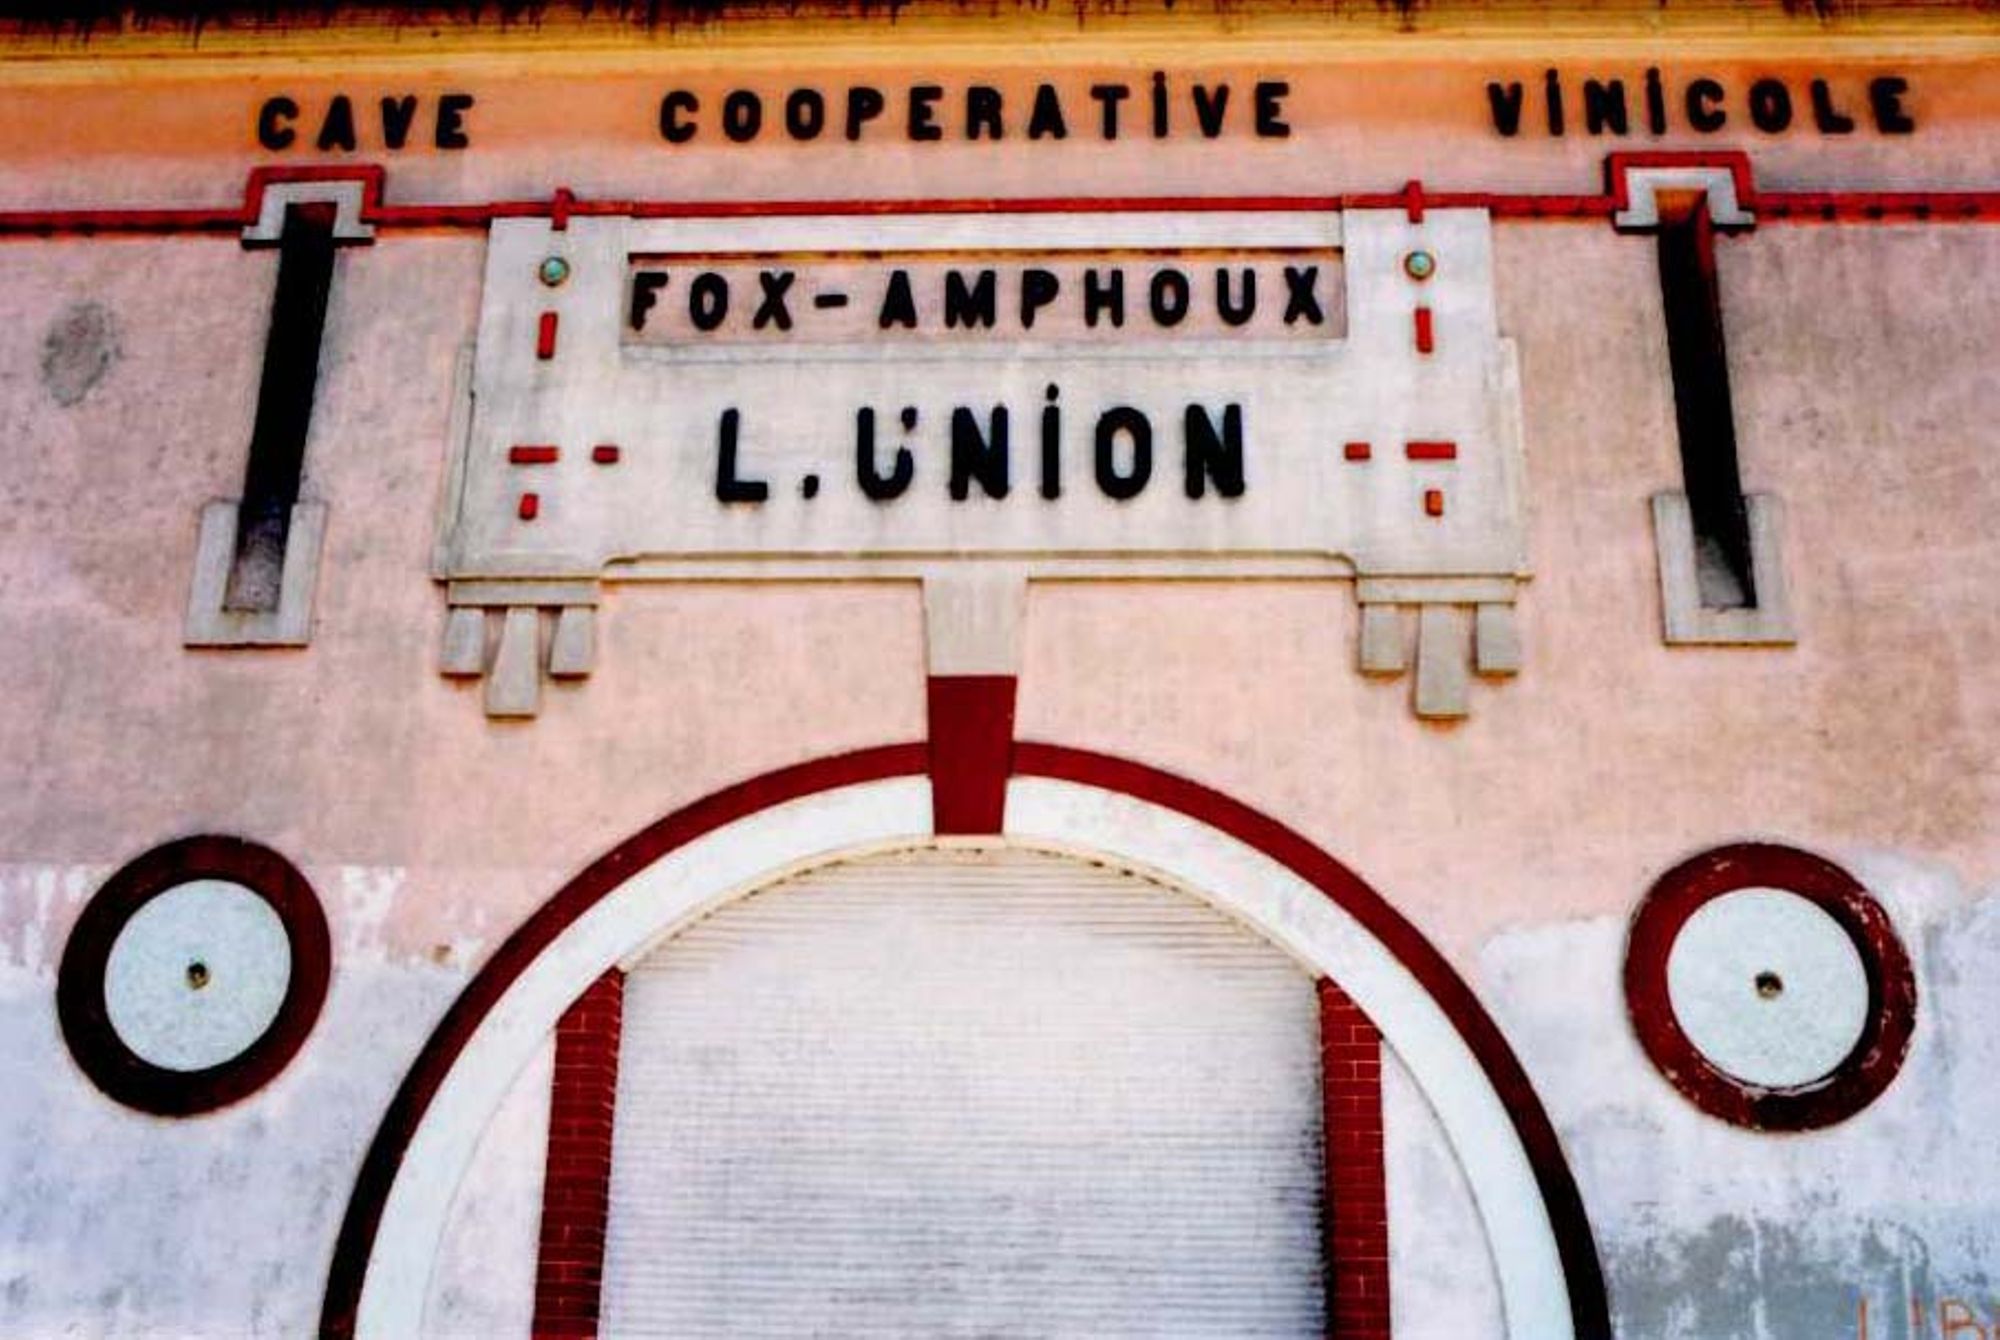 CAVE COOPERATIVE VINICOLE
FOX-AMPHOUX
L.UNION